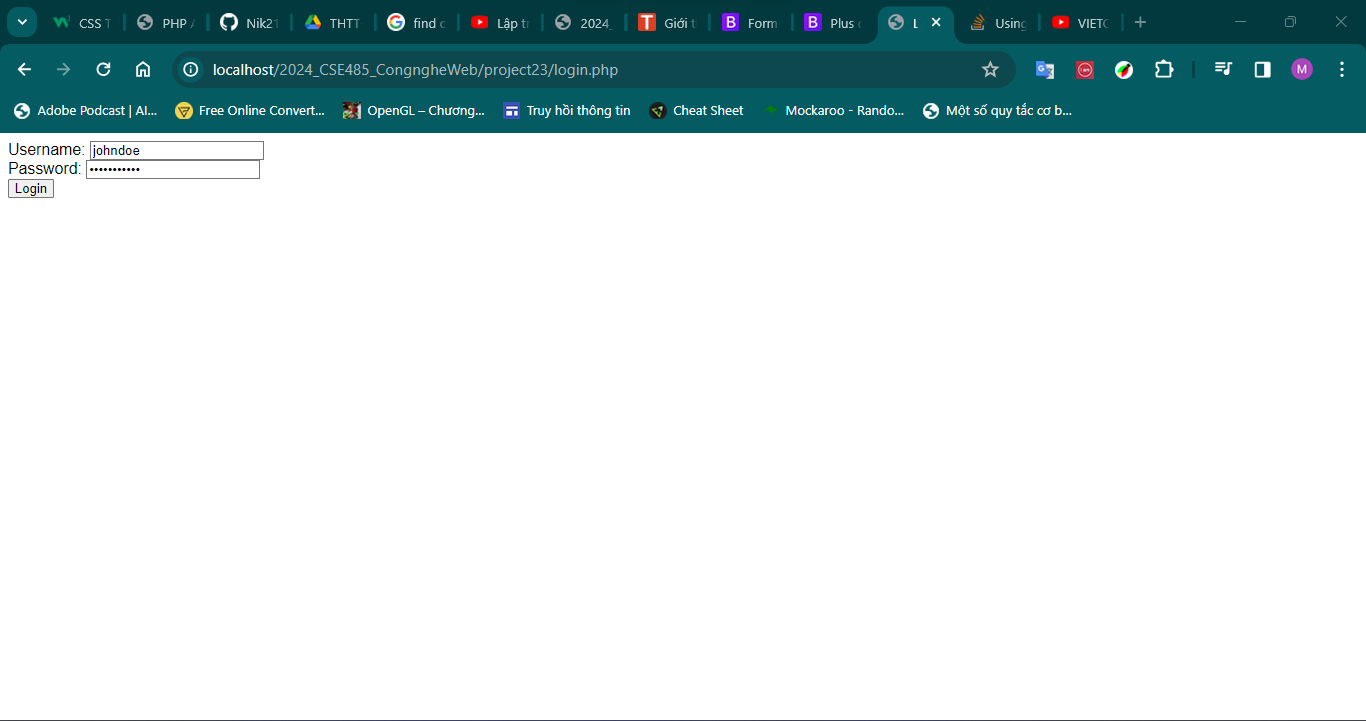 CSS T PHP Nik21 THTT find c Lập tr 2024_ Giới t Form Plus c L Using VIETC
localhost/2024_CSE485_CongngheWeb/project23/login.php M
Adobe Podcast | AI... Free Online Convert... OpenGL – Chương... Truy hồi thông tin Cheat Sheet Mockaroo - Rando... Một số quy tắc cơ b...
Username: johndoe
Password: •••••••••••
Login